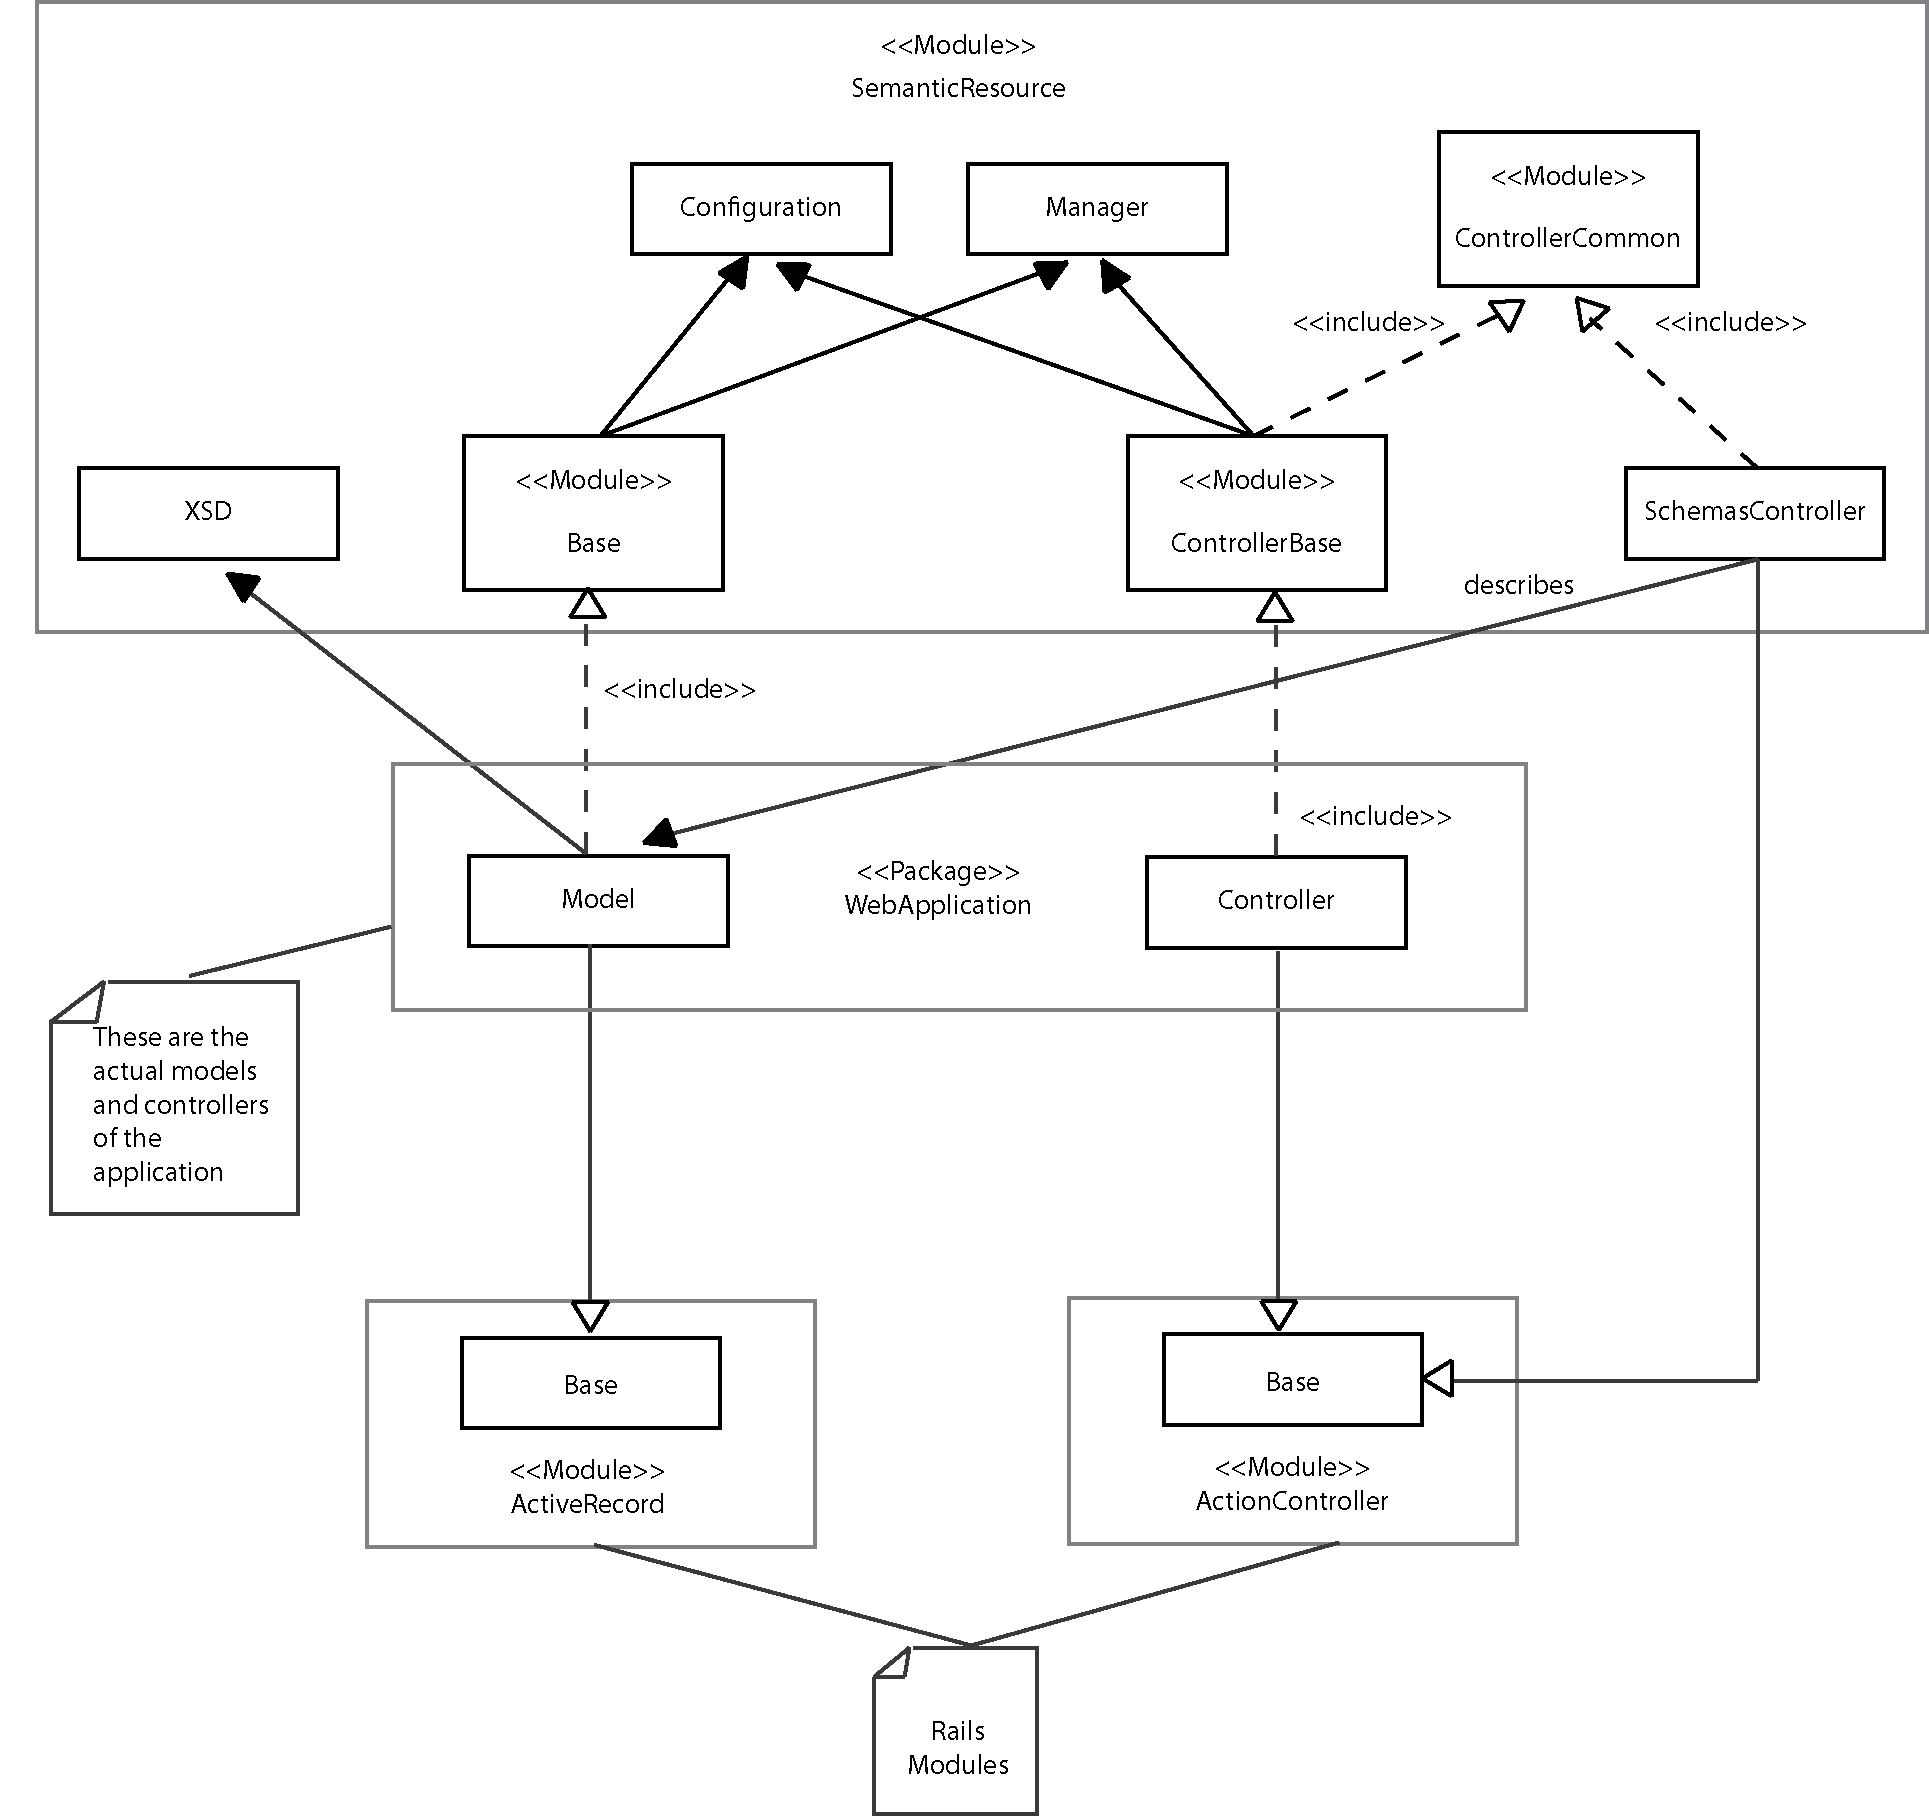 <<Module>>
SemanticResource
Configuration
Manager
<<Module>>
ControllerCommon
<<include>>
<<include>>
XSD
<<Module>>
Base
<<Module>>
ControllerBase
SchemasController
describes
<<include>>
<<include>>
Model
<<Package>>
WebApplication
Controller
These are the
actual models
and controllers
of the
application
Base
<<Module>>
ActiveRecord
Base
<<Module>>
ActionController
Rails
Modules